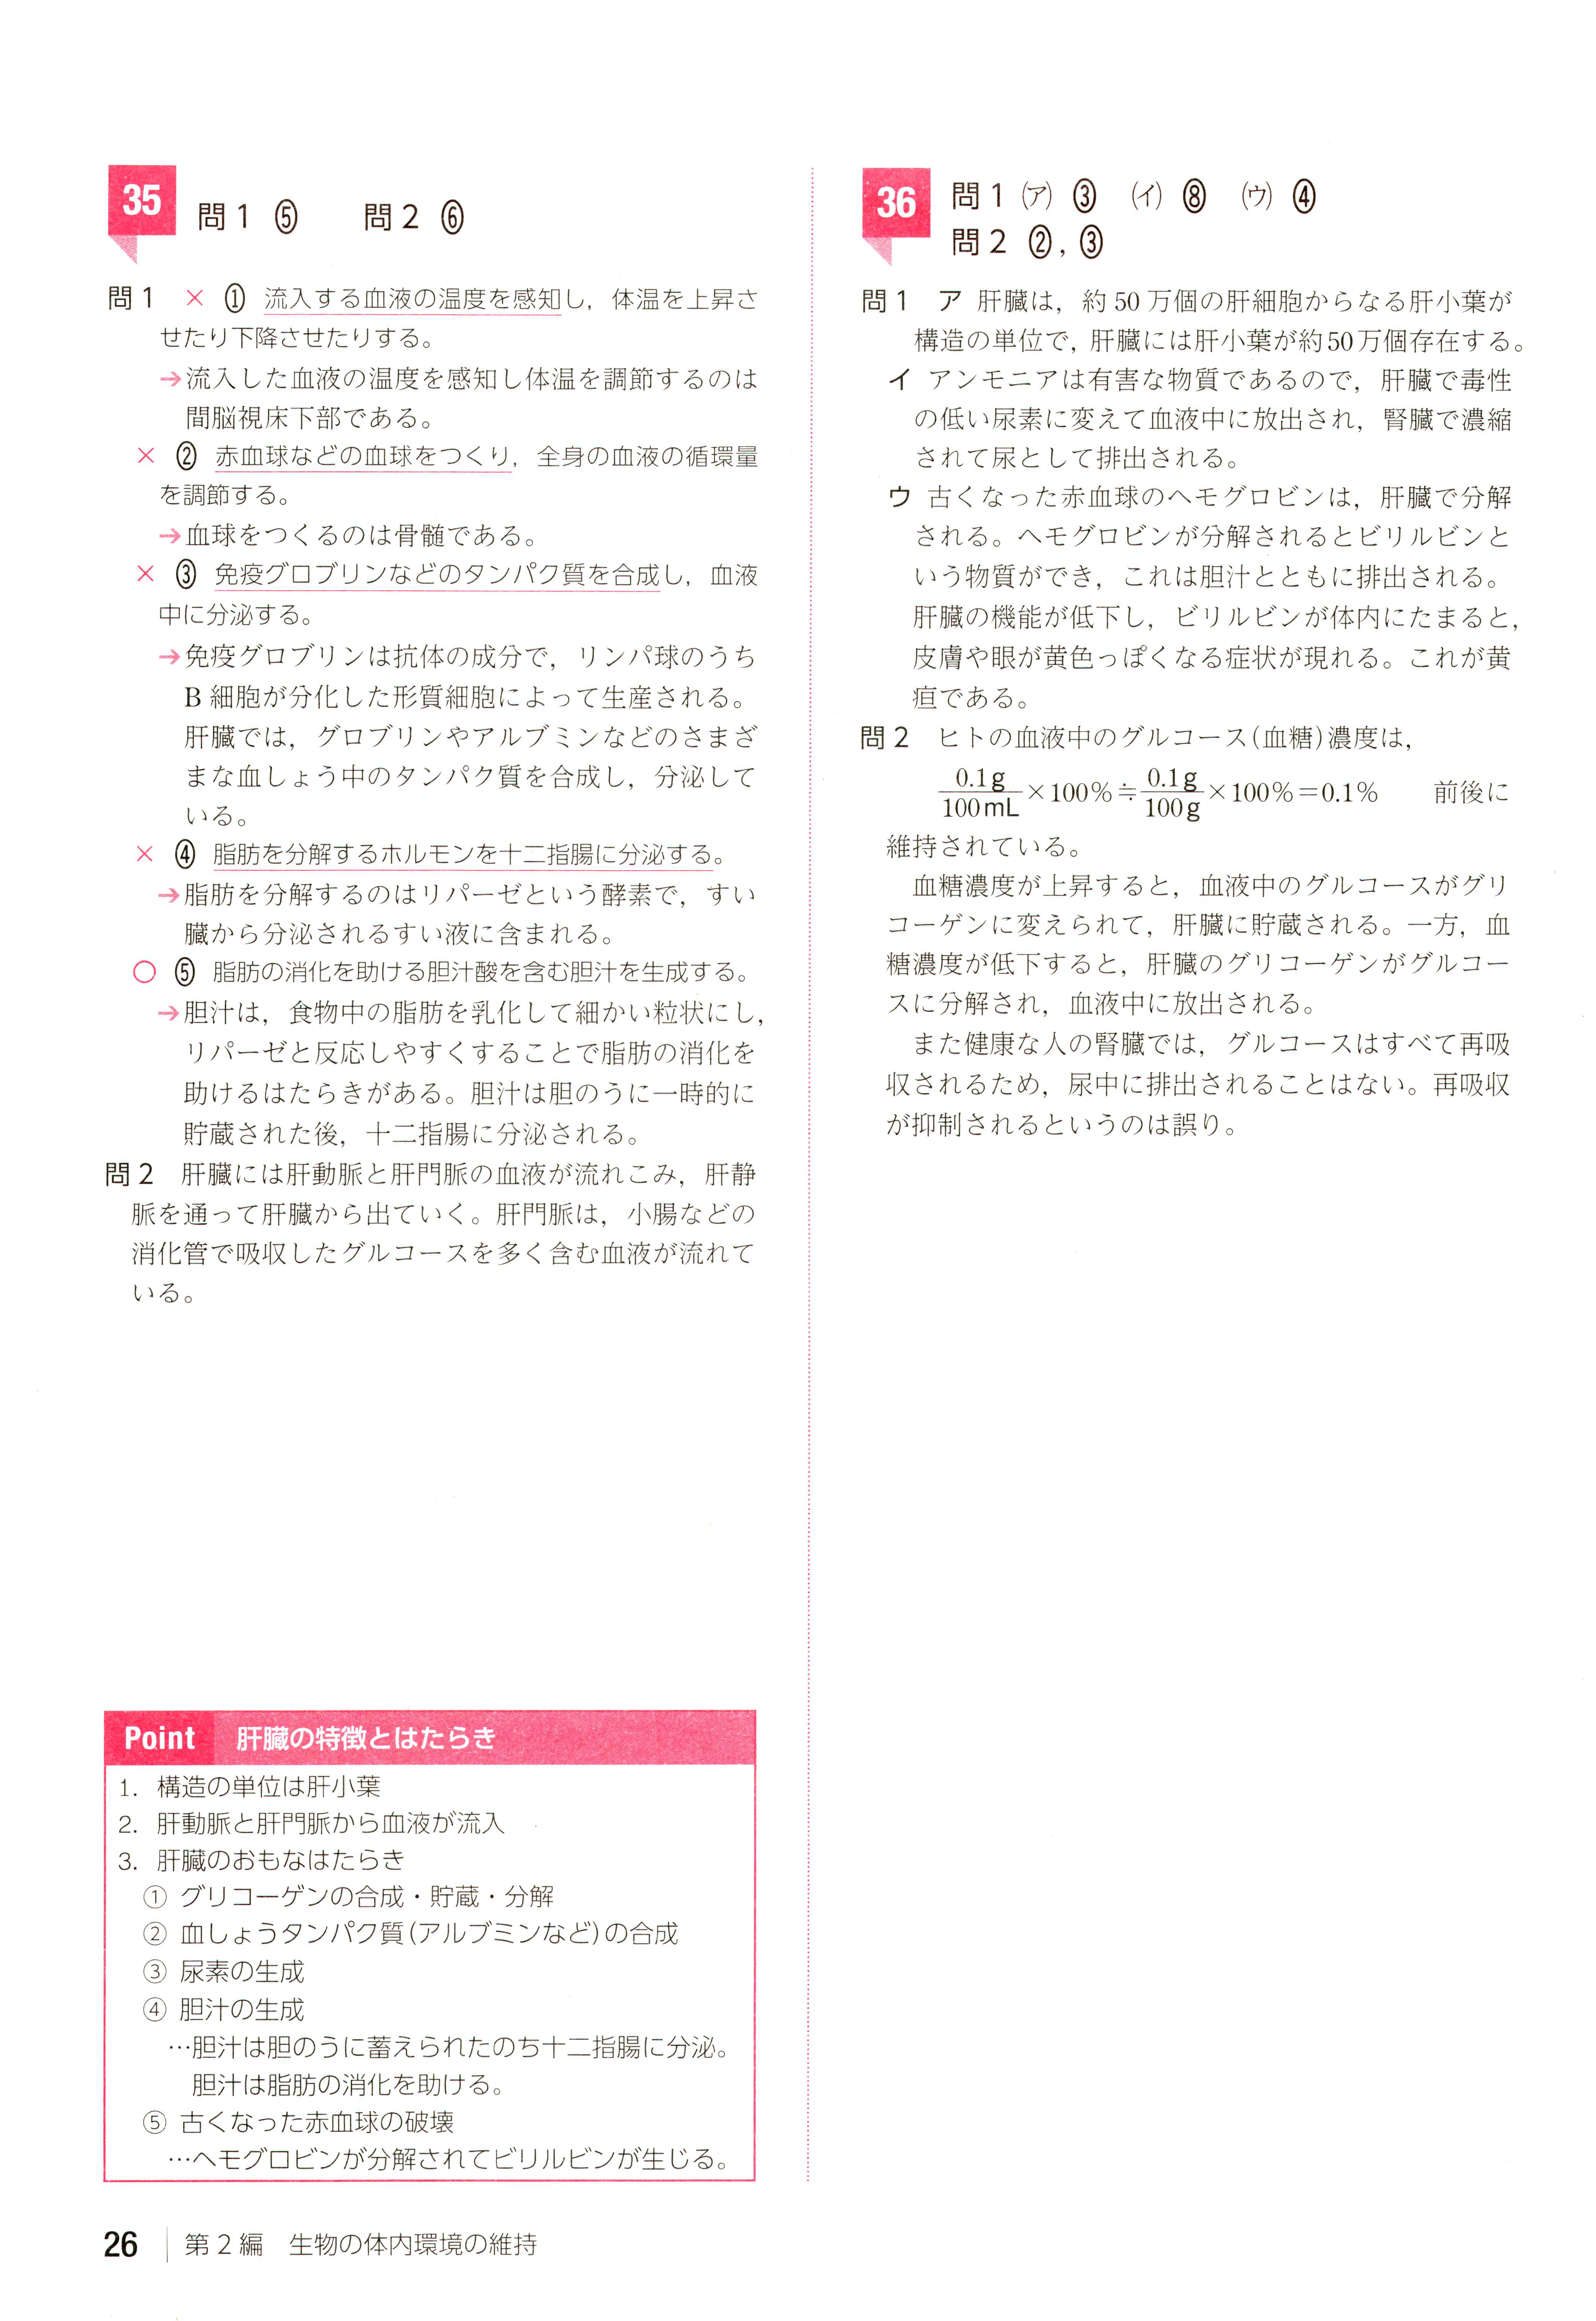 35
問1 ⑤　　問2 ⑥
問1　× ① 流入する血液の温度を感知し，体温を上昇さ
せたり下降させたりする。
→流入した血液の温度を感知し体温を調節するのは
間脳視床下部である。
× ② 赤血球などの血球をつくり，全身の血液の循環量
を調節する。
→血球をつくるのは骨髄である。
× ③ 免疫グロブリンなどのタンパク質を合成し，血液
中に分泌する。
→免疫グロブリンは抗体の成分で，リンパ球のうち
B 細胞が分化した形質細胞によって生産される。
肝臓では，グロブリンやアルブミンなどのさまざ
まな血しょう中のタンパク質を合成し，分泌して
いる。
× ④ 脂肪を分解するホルモンを十二指腸に分泌する。
→脂肪を分解するのはリパーゼという酵素で，すい
臓から分泌されるすい液に含まれる。
○ ⑤ 脂肪の消化を助ける胆汁酸を含む胆汁を生成する。
→胆汁は，食物中の脂肪を乳化して細かい粒状にし，
リパーゼと反応しやすくすることで脂肪の消化を
助けるはたらきがある。胆汁は胆のうに一時的に
貯蔵された後，十二指腸に分泌される。
問2　肝臓には肝動脈と肝門脈の血液が流れこみ，肝静
脈を通って肝臓から出ていく。肝門脈は，小腸などの
消化管で吸収したグルコースを多く含む血液が流れて
いる。
Point　肝臓の特徴とはたらき
1. 構造の単位は肝小葉
2. 肝動脈と肝門脈から血液が流入
3. 肝臓のおもなはたらき
① グリコーゲンの合成・貯蔵・分解
② 血しょうタンパク質(アルブミンなど)の合成
③ 尿素の生成
④ 胆汁の生成
…胆汁は胆のうに蓄えられたのち十二指腸に分泌。
胆汁は脂肪の消化を助ける。
⑤ 古くなった赤血球の破壊
…ヘモグロビンが分解されてビリルビンが生じる。
36
問1 (ア) ③　(イ) ⑧　(ウ) ④
問2 ②，③
問1　ア 肝臓は，約 50 万個の肝細胞からなる肝小葉が
構造の単位で，肝臓には肝小葉が約50万個存在する。
イ アンモニアは有害な物質であるので，肝臓で毒性
の低い尿素に変えて血液中に放出され，腎臓で濃縮
されて尿として排出される。
ウ 古くなった赤血球のヘモグロビンは，肝臓で分解
される。ヘモグロビンが分解されるとビリルビンと
いう物質ができ，これは胆汁とともに排出される。
肝臓の機能が低下し，ビリルビンが体内にたまると，
皮膚や眼が黄色っぽくなる症状が現れる。これが黄
疸である。
問2　ヒトの血液中のグルコース(血糖)濃度は，
0.1g/100mL×100%≒0.1g/100g×100%＝0.1%　前後に
維持されている。
血糖濃度が上昇すると，血液中のグルコースがグリ
コーゲンに変えられて，肝臓に貯蔵される。一方，血
糖濃度が低下すると，肝臓のグリコーゲンがグルコー
スに分解され，血液中に放出される。
また健康な人の腎臓では，グルコースはすべて再吸
収されるため，尿中に排出されることはない。再吸収
が抑制されるというのは誤り。
26　第 2 編　生物の体内環境の維持